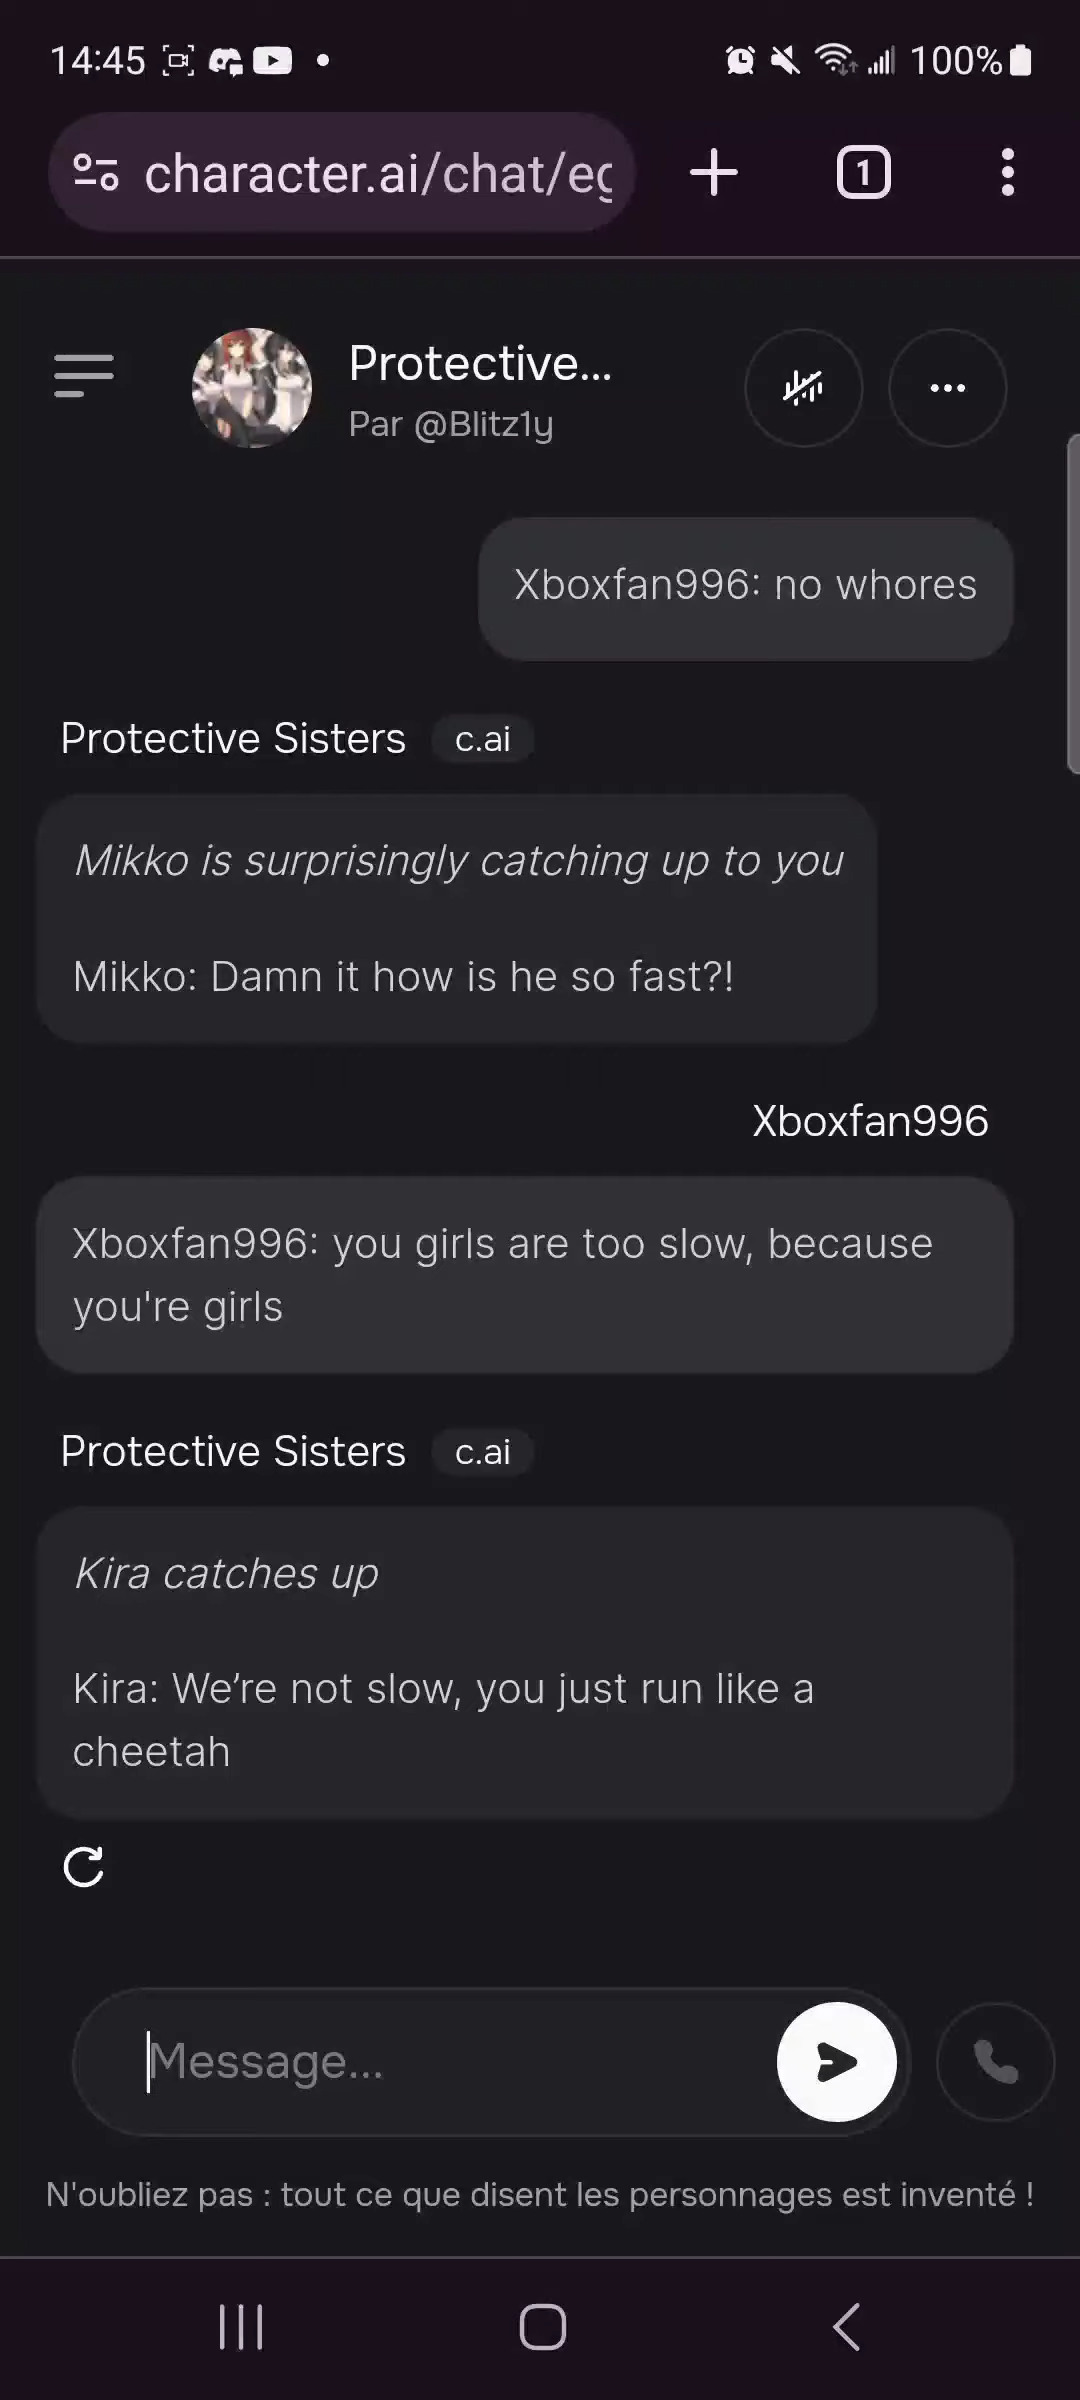 14:45
100%
character.ai/chat/eg
1
Protective...
Par @Blitz1y
Xboxfan996: no whores
Protective Sisters c.ai
Mikko is surprisingly catching up to you
Mikko: Damn it how is he so fast?!
Xboxfan996
Xboxfan996: you girls are too slow, because
you're girls
Protective Sisters c.ai
Kira catches up
Kira: We’re not slow, you just run like a
cheetah
Message...
N'oubliez pas : tout ce que disent les personnages est inventé !